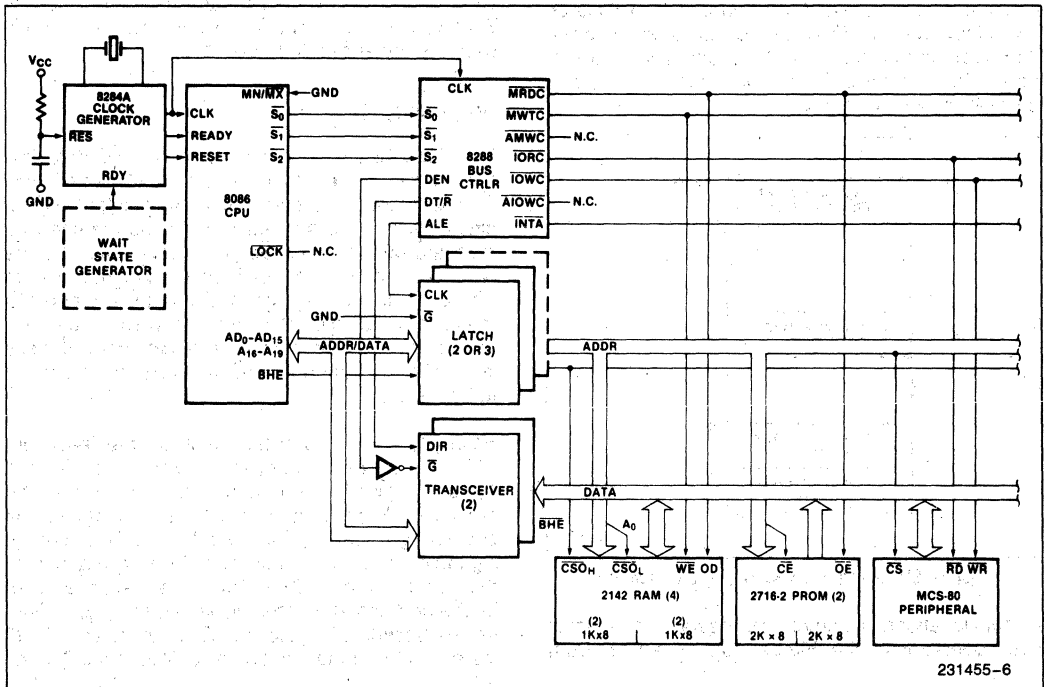 VCC
8284A
CLOCK
GENERATOR
RES
RDY
GND
WAIT
STATE
GENERATOR
MN/MX
GND
CLK
READY
RESET
S0
S1
S2
8086
CPU
LOCK
N.C.
AD0-AD15
A16-A19
BHE
ADDR/DATA
CLK
S0
S1
S2
DEN
DT/R
ALE
8288
BUS
CTRLR
MRDC
MWTC
AMWC
N.C.
IORC
IOWC
AIOWC
N.C.
INTA
CLK
GND
G
LATCH
(2 OR 3)
ADDR
DIR
G
TRANSCEIVER
(2)
DATA
BHE
A0
CSOH
CSOL
WE
OD
2142 RAM (4)
(2)
1Kx8
(2)
1Kx8
CE
OE
2716-2 PROM (2)
2K × 8
2K × 8
CS
RD
WR
MCS-80
PERIPHERAL
231455-6